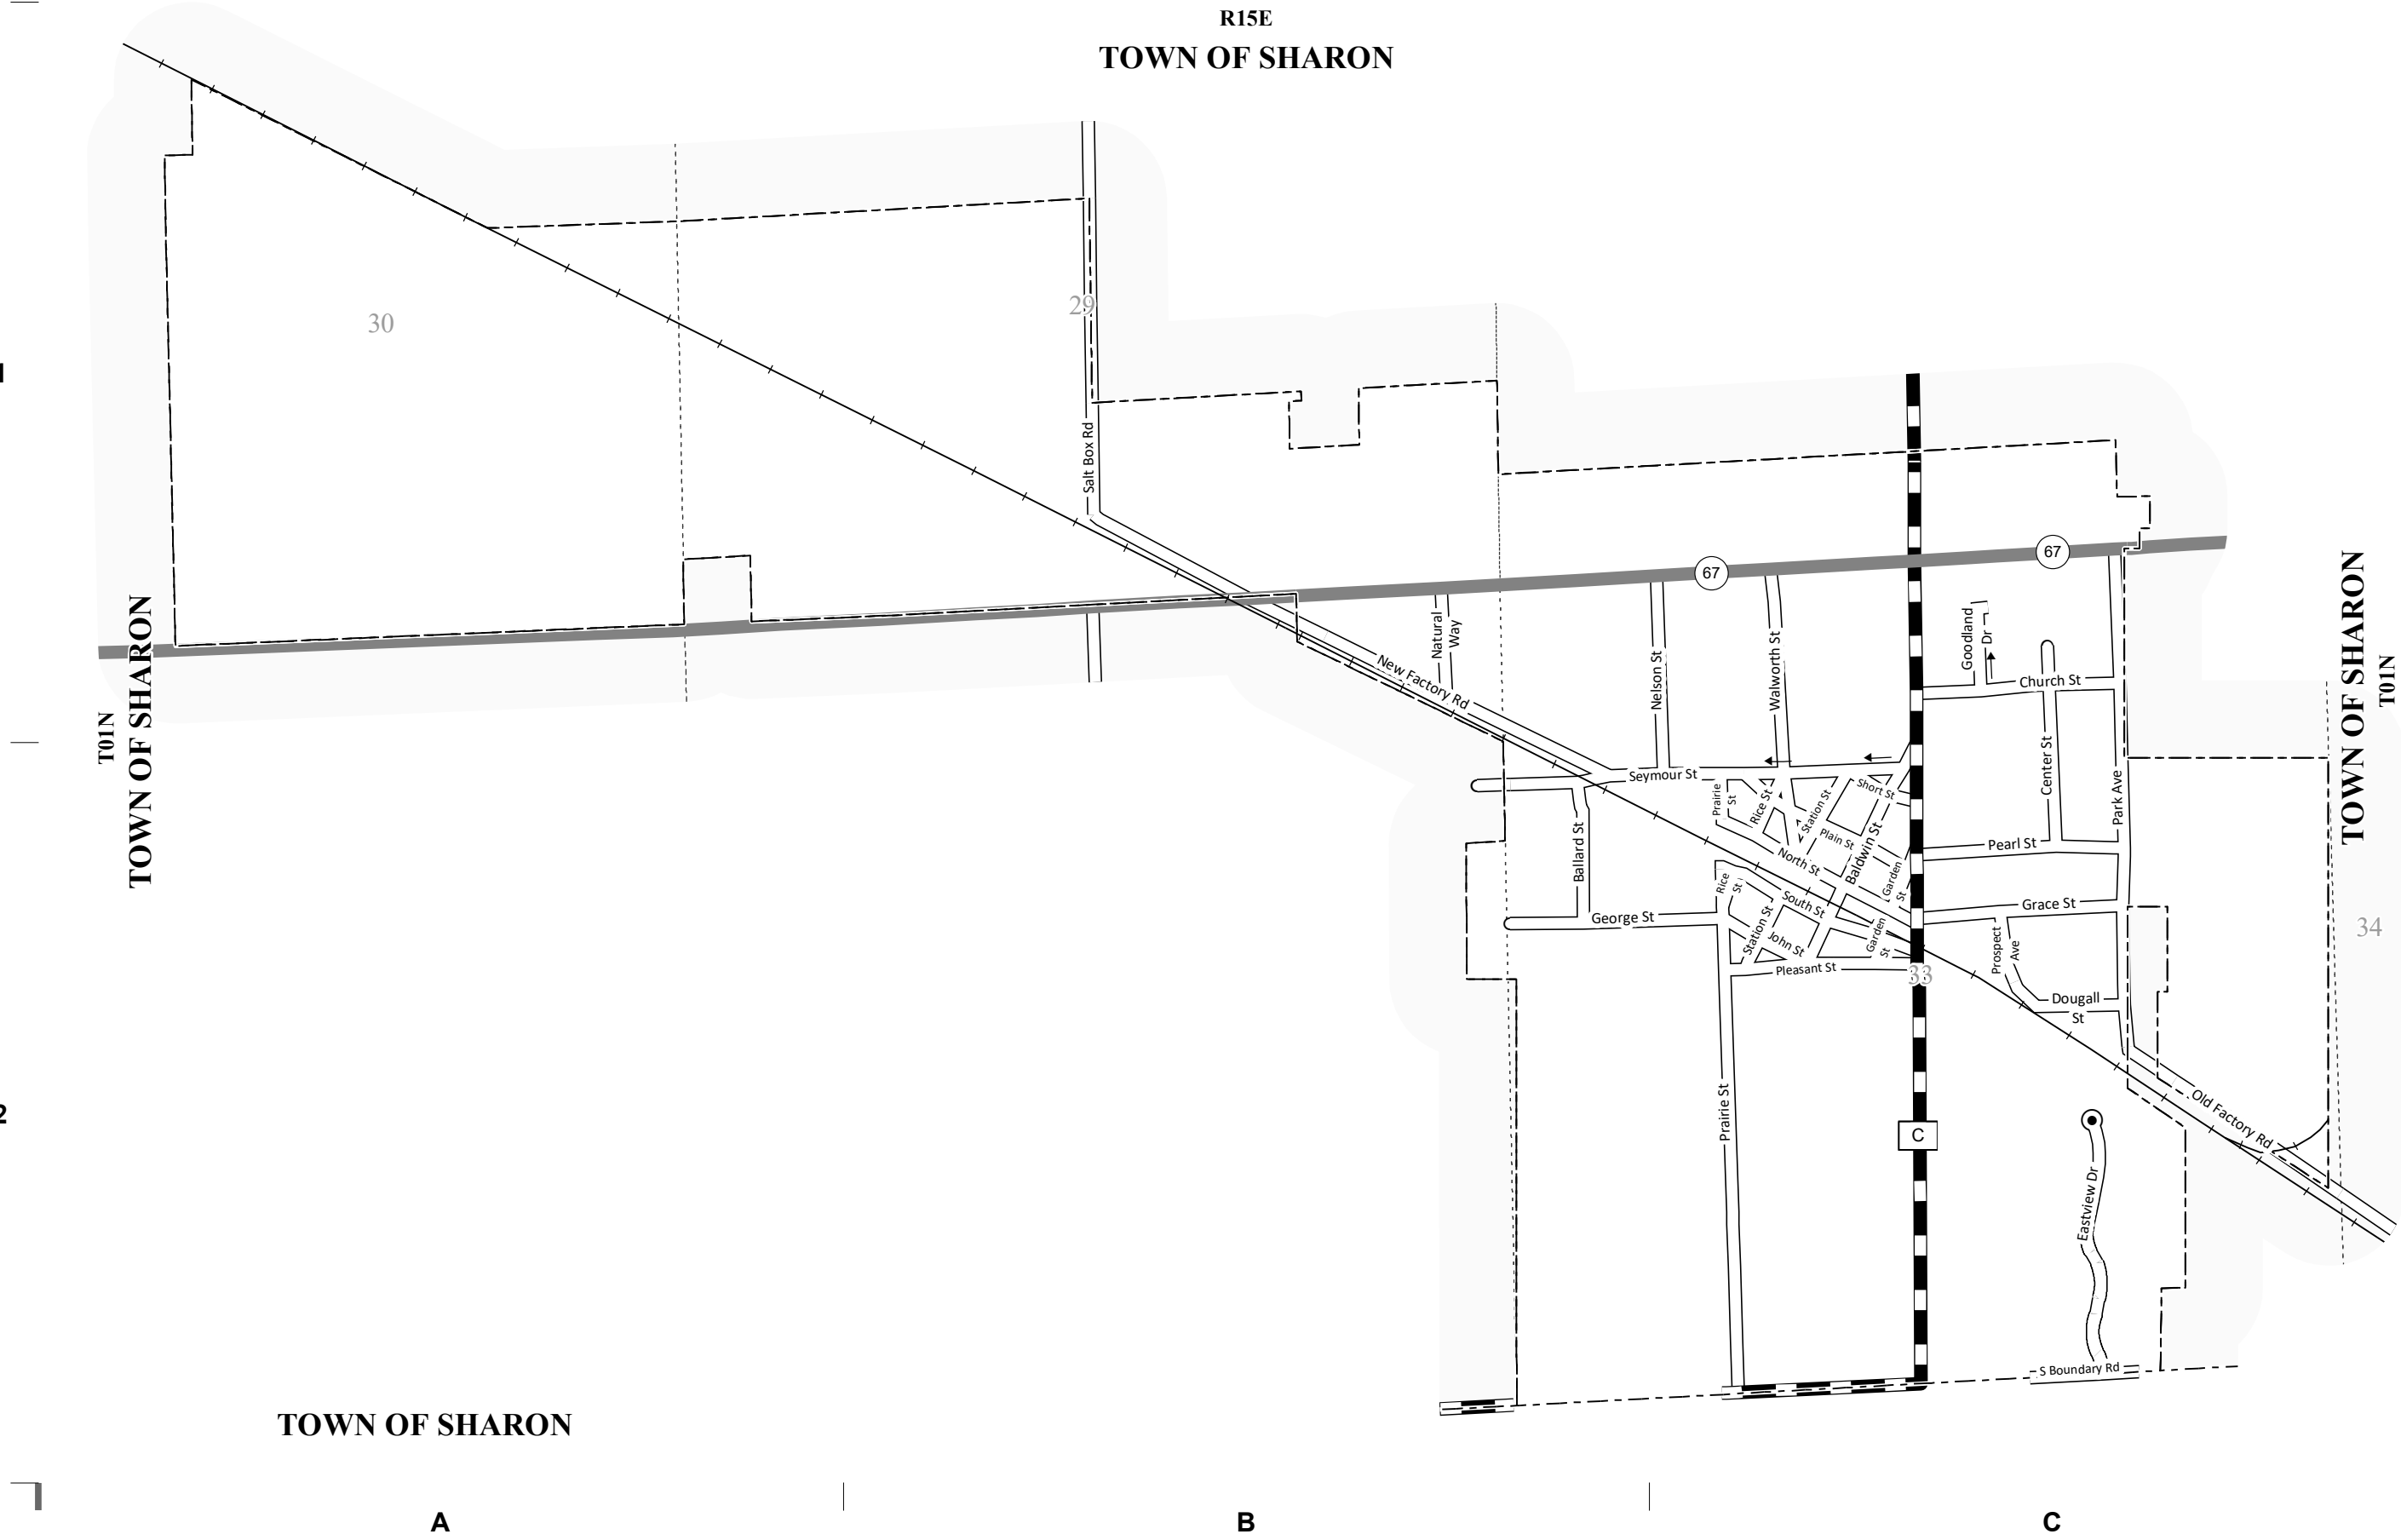 R15E
TOWN OF SHARON
30
29
Salt Box Rd
67
67
TOWN OF SHARON
T01N
TOWN OF SHARON
T01N
New Factory Rd
Natural
Way
Nelson St
Walworth St
Goodland
Dr
Church St
Center St
Park Ave
Seymour St
Short St
Prairie
St
Rice St
Station St
Plain St
Baldwin St
North St
Garden
St
Pearl St
Ballard St
George St
Rice
St
South St
Station St
John St
Garden
St
Pleasant St
Grace St
Prospect
Ave
33
34
Dougall
St
Prairie St
C
Old Factory Rd
Eastview Dr
S Boundary Rd
TOWN OF SHARON
A
B
C